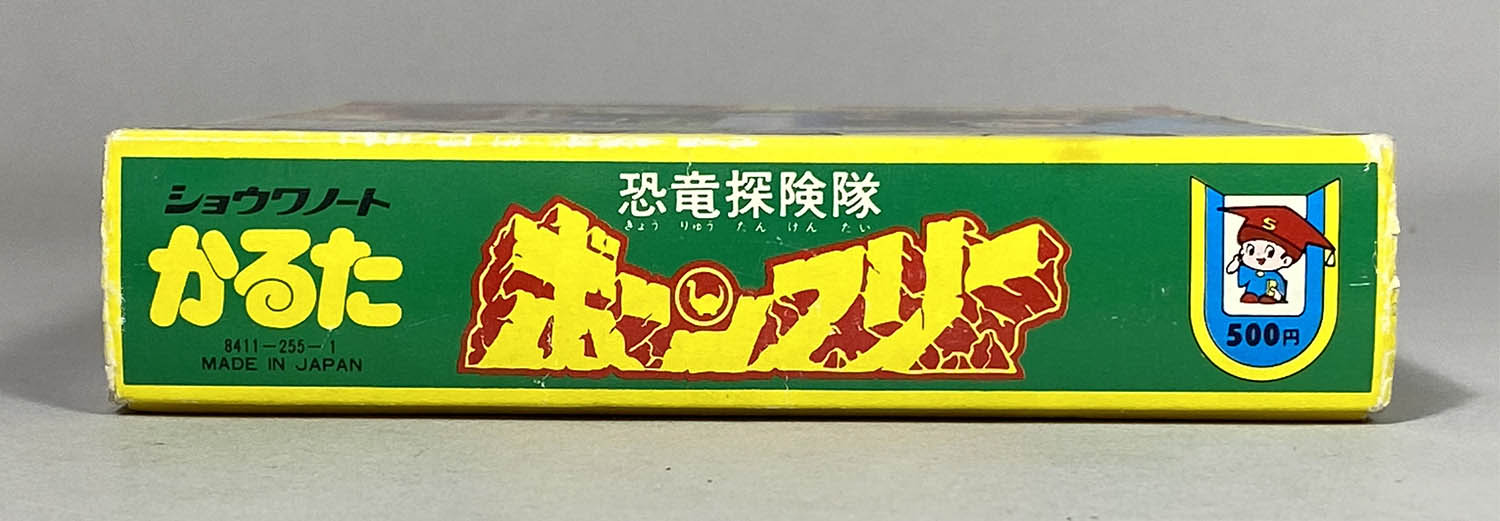 ショウワノート
かるた
8411-255-1
MADE IN JAPAN
恐竜探険隊
きょう りゅう たん けん たい
ボーンフリー
S
500円